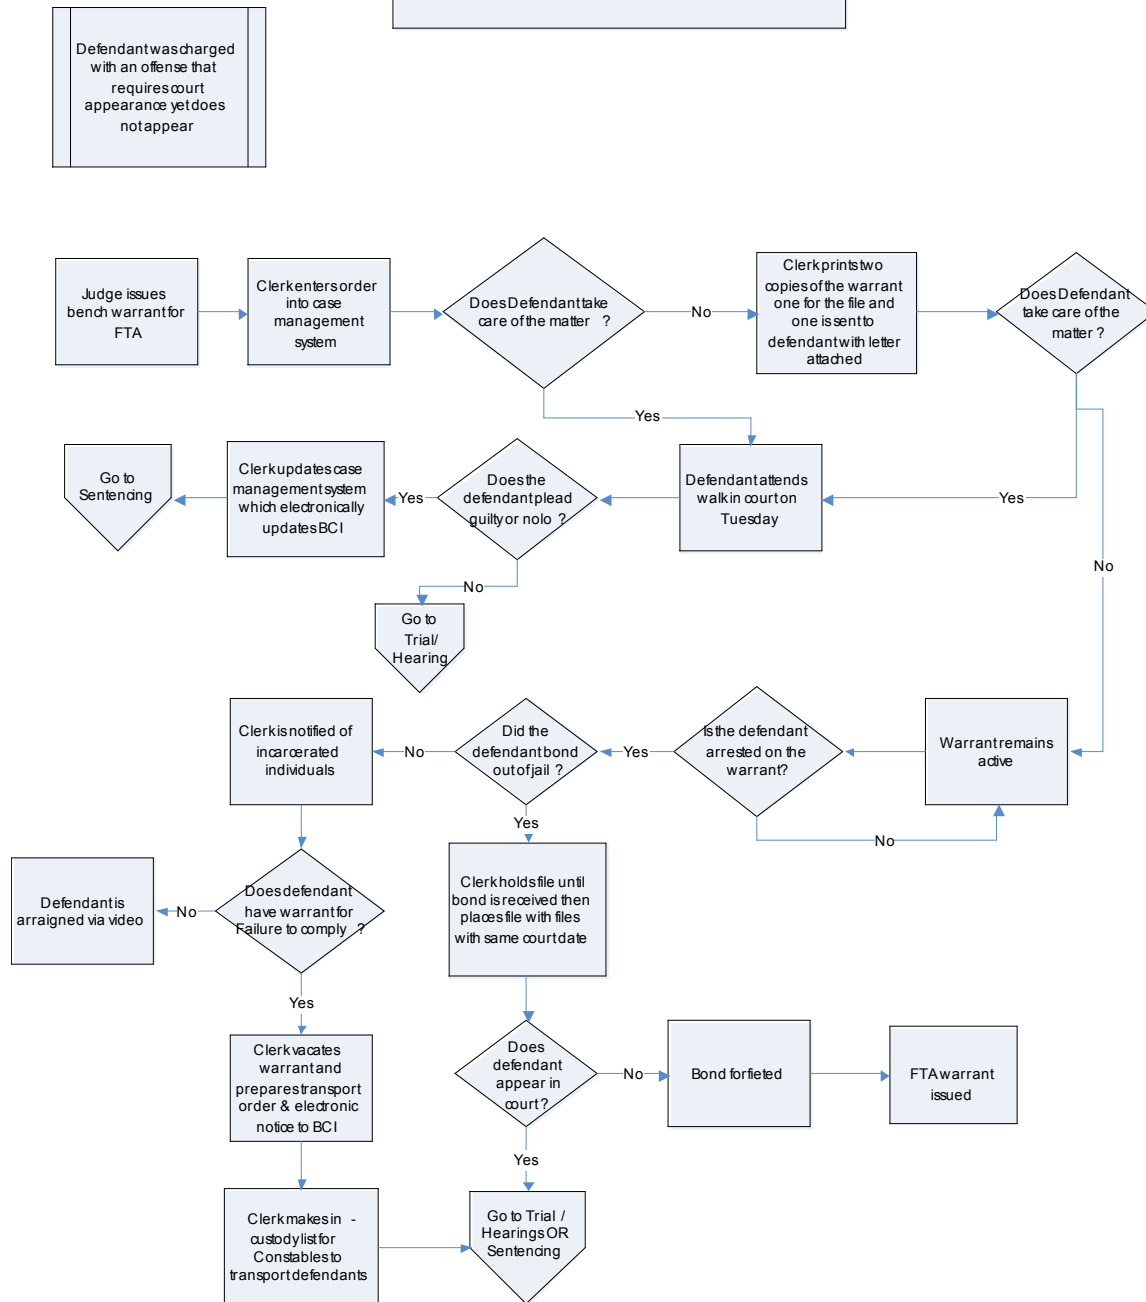 Defendant was charged
with an offense that
requires court
appearance yet does
not appear
Judge issues
bench warrant for
FTA
Clerk enters order
into case
management
system
Does Defendant take
care of the matter ?
No
Clerk prints two
copies of the warrant
one for the file and
one is sent to
defendant with letter
attached
Does Defendant
take care of the
matter ?
Yes
Go to
Sentencing
Clerk updates case
management system
which electronically
updates BCI
Yes
Does the
defendant plead
guilty or nolo ?
Defendant attends
walk in court on
Tuesday
Yes
No
No
Go to
Trial/
Hearing
Clerk is notified of
incarcerated
individuals
No
Did the
defendant bond
out of jail ?
Yes
Is the defendant
arrested on the
warrant?
Warrant remains
active
Yes
No
Defendant is
arraigned via video
No
Does defendant
have warrant for
Failure to comply ?
Clerk holds file until
bond is received then
places file with files
with same court date
Yes
Clerk vacates
warrant and
prepares transport
order & electronic
notice to BCI
Does
defendant
appear in
court ?
No
Bond forfieted
FTA warrant
issued
Yes
Clerk makes in -
custody list for
Constables to
transport defendants
Go to Trial /
Hearings OR
Sentencing